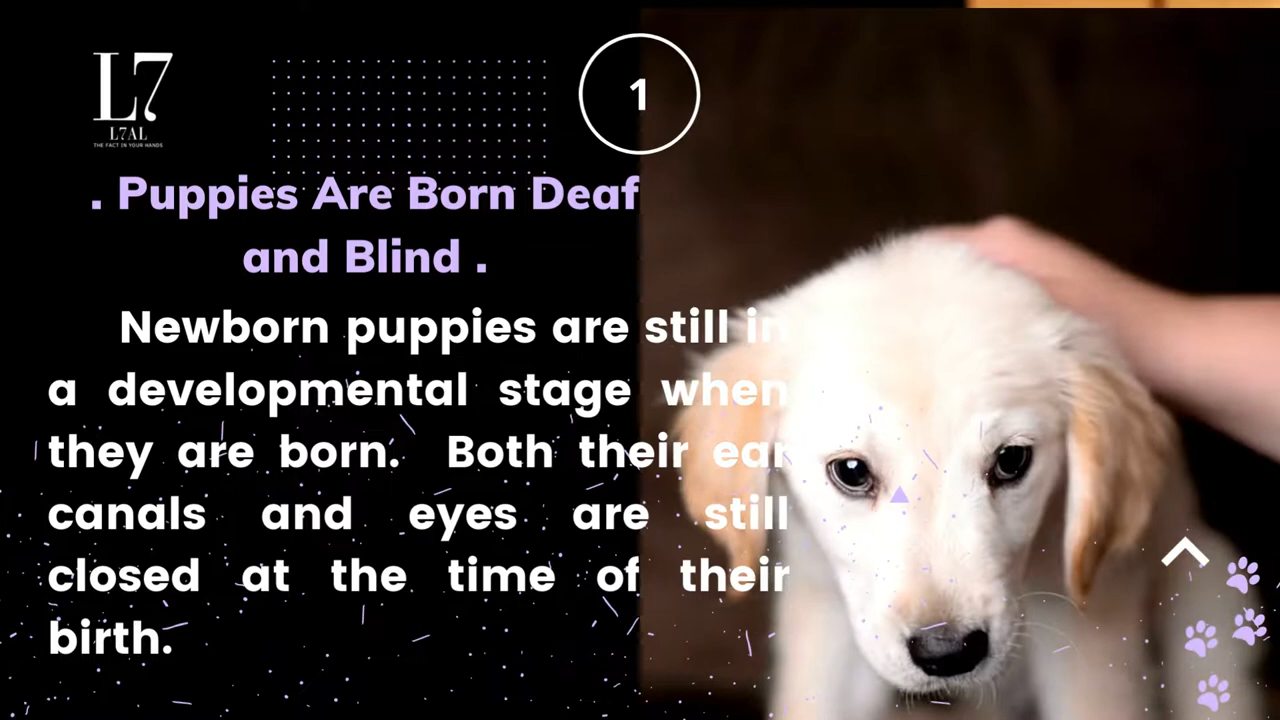 L7
L7AL
THE FACT IN YOUR HANDS
1
. Puppies Are Born Deaf
and Blind .
Newborn puppies are still in
a developmental stage when
they are born. Both their ear
canals and eyes are still
closed at the time of their
birth.